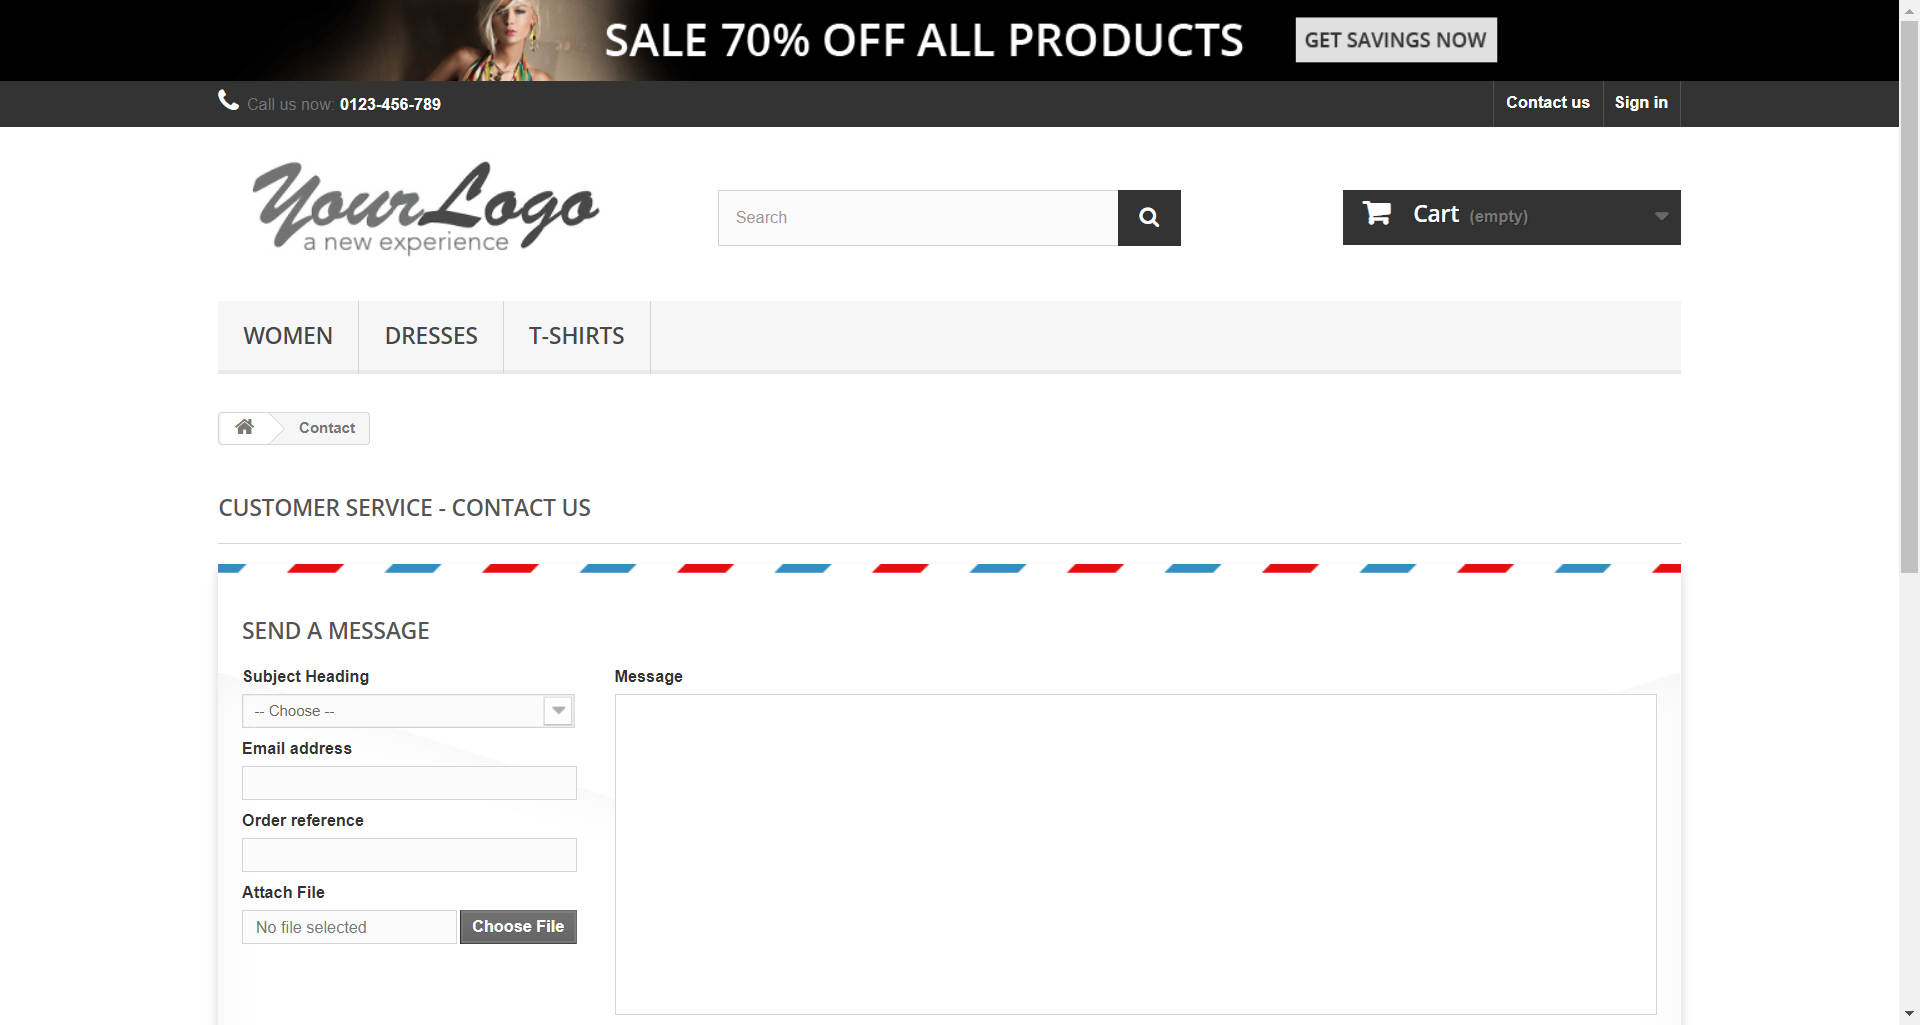 SALE 70% OFF ALL PRODUCTS GET SAVINGS NOW
Call us now: 0123-456-789 Contact us Sign in
YourLogo
a new experience
Search
Cart (empty)
WOMEN DRESSES T-SHIRTS
Contact
CUSTOMER SERVICE - CONTACT US
SEND A MESSAGE
Subject Heading
-- Choose --
Email address
Order reference
Attach File
No file selected Choose File
Message